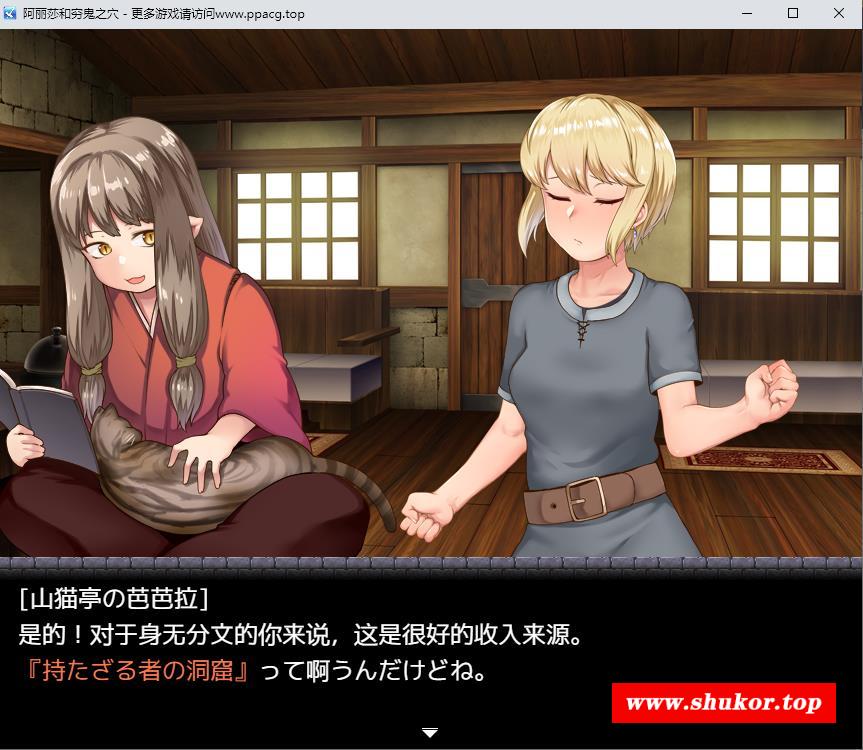 阿丽莎和穷鬼之穴 - 更多游戏请访问www.ppacg.top
[山猫亭の芭芭拉]
是的！对于身无分文的你来说，这是很好的收入来源。
『持たざる者の洞窟』って啊うんだけどね。
www.shukor.top